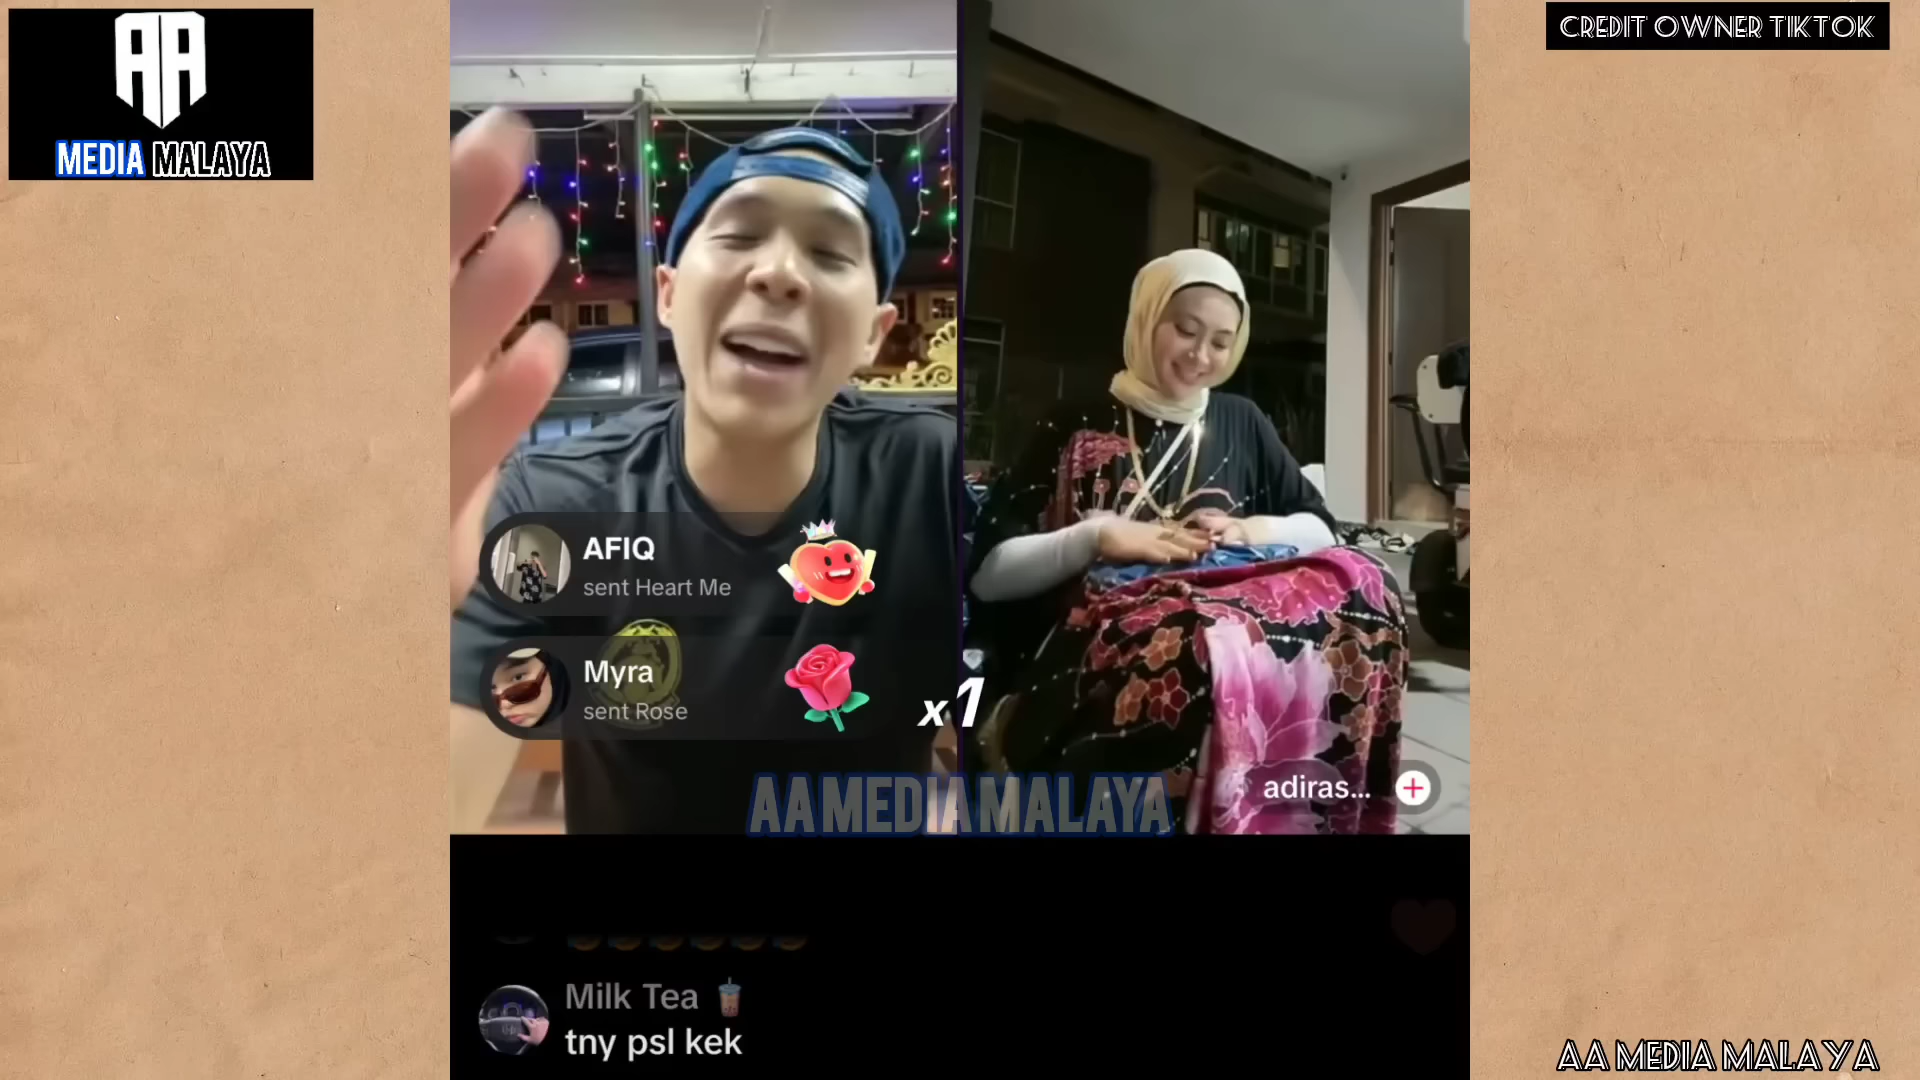 AA
MEDIA MALAYA
CREDIT OWNER TIKTOK
AFIQ
sent Heart Me
Myra
sent Rose
x1
AA MEDIA MALAYA
adiras...
Milk Tea 🧋
tny psl kek
AA MEDIA MALAYA